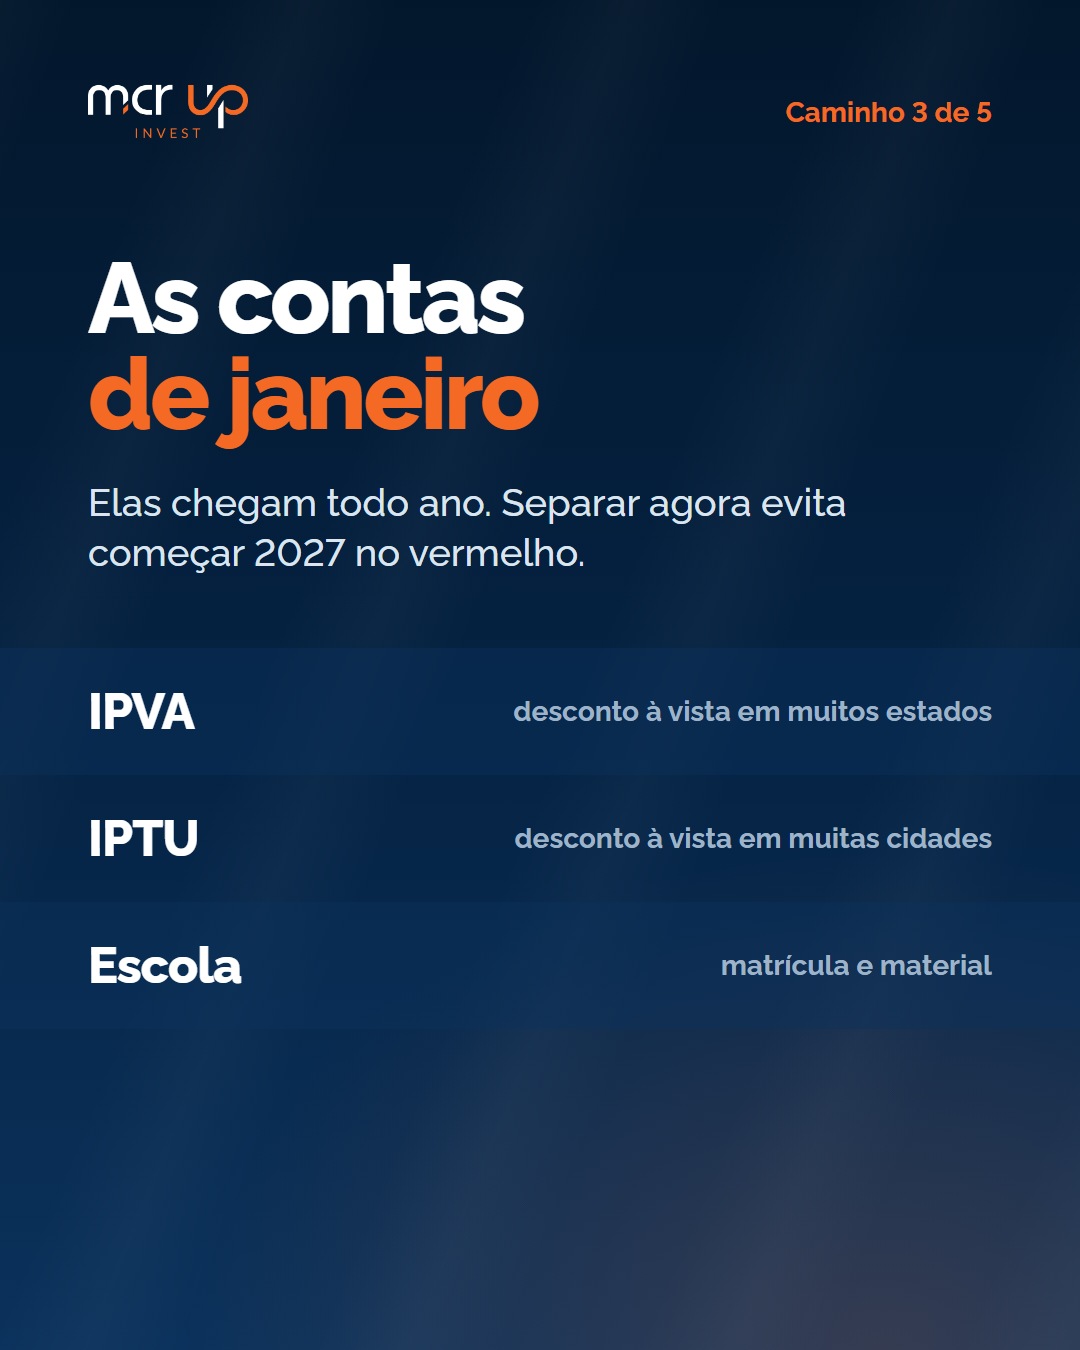 mcr up
INVEST
Caminho 3 de 5
As contas
de janeiro
Elas chegam todo ano. Separar agora evita
começar 2027 no vermelho.
IPVA
desconto à vista em muitos estados
IPTU
desconto à vista em muitas cidades
Escola
matrícula e material